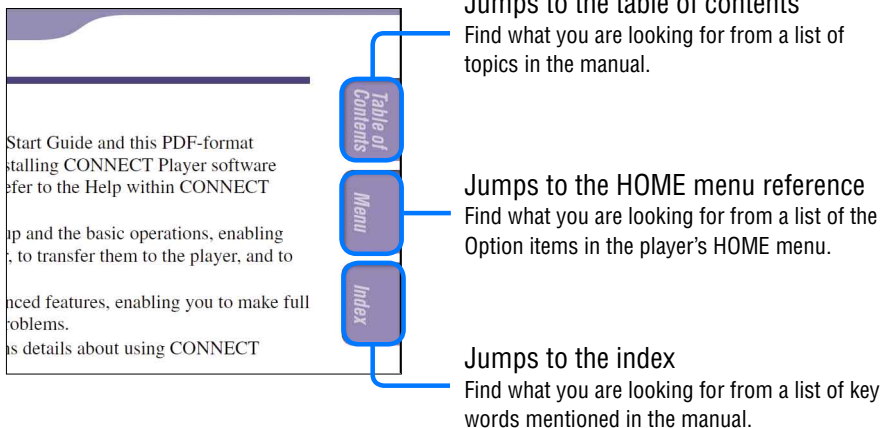 Jumps to the table of contents
Find what you are looking for from a list of
topics in the manual.
Table of
Contents
Start Guide and this PDF-format
stalling CONNECT Player software
efer to the Help within CONNECT
Menu
Jumps to the HOME menu reference
Find what you are looking for from a list of the
Option items in the player's HOME menu.
up and the basic operations, enabling
, to transfer them to the player, and to
nced features, enabling you to make full
roblems.
s details about using CONNECT
Index
Jumps to the index
Find what you are looking for from a list of key
words mentioned in the manual.